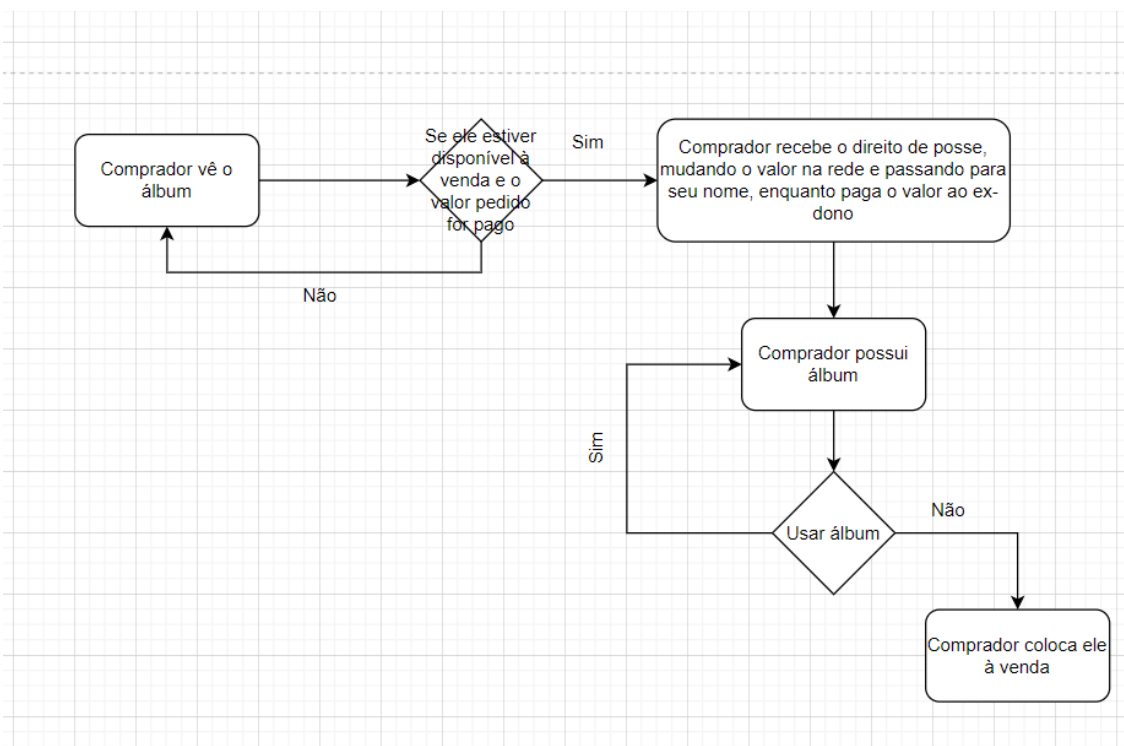 Comprador vê o
álbum
Se ele estiver
disponível à
venda e o
valor pedido
for pago
Sim
Comprador recebe o direito de posse,
mudando o valor na rede e passando para
seu nome, enquanto paga o valor ao ex-
dono
Não
Comprador possui
álbum
Sim
Usar álbum
Não
Comprador coloca ele
à venda